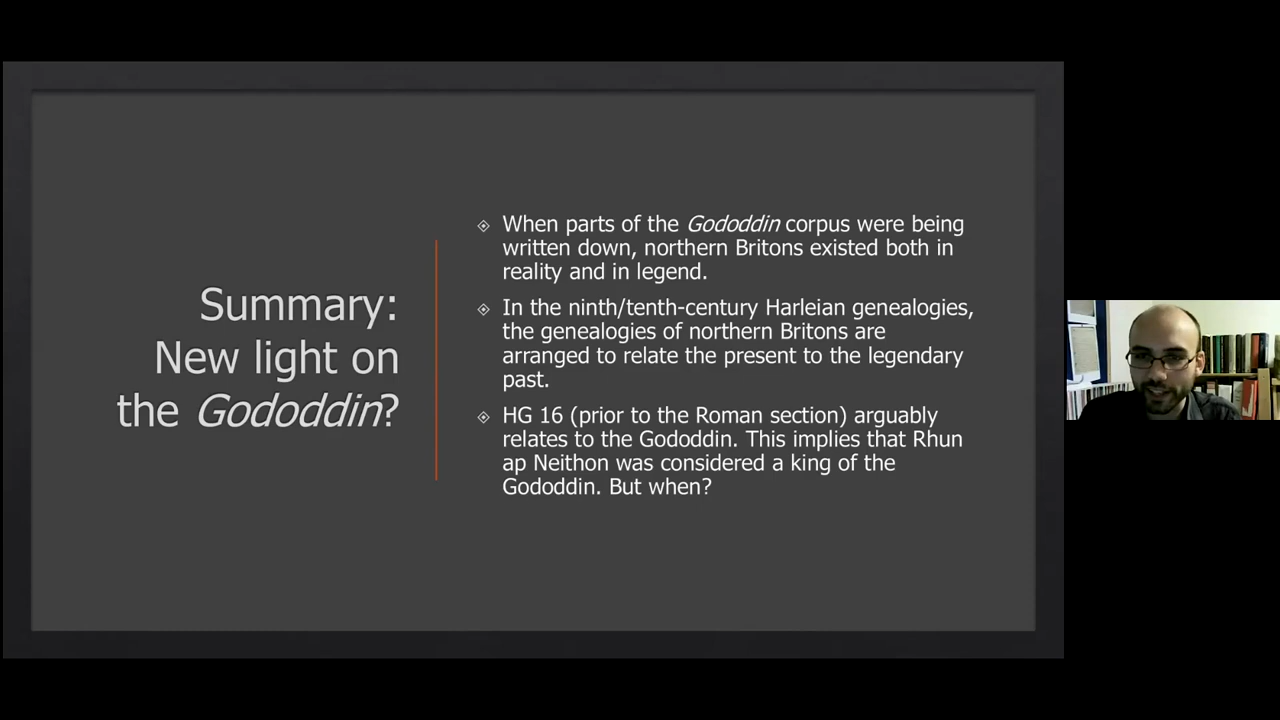 Summary:
New light on
the Gododdin?
When parts of the Gododdin corpus were being
written down, northern Britons existed both in
reality and in legend.
In the ninth/tenth-century Harleian genealogies,
the genealogies of northern Britons are
arranged to relate the present to the legendary
past.
HG 16 (prior to the Roman section) arguably
relates to the Gododdin. This implies that Rhun
ap Neithon was considered a king of the
Gododdin. But when?